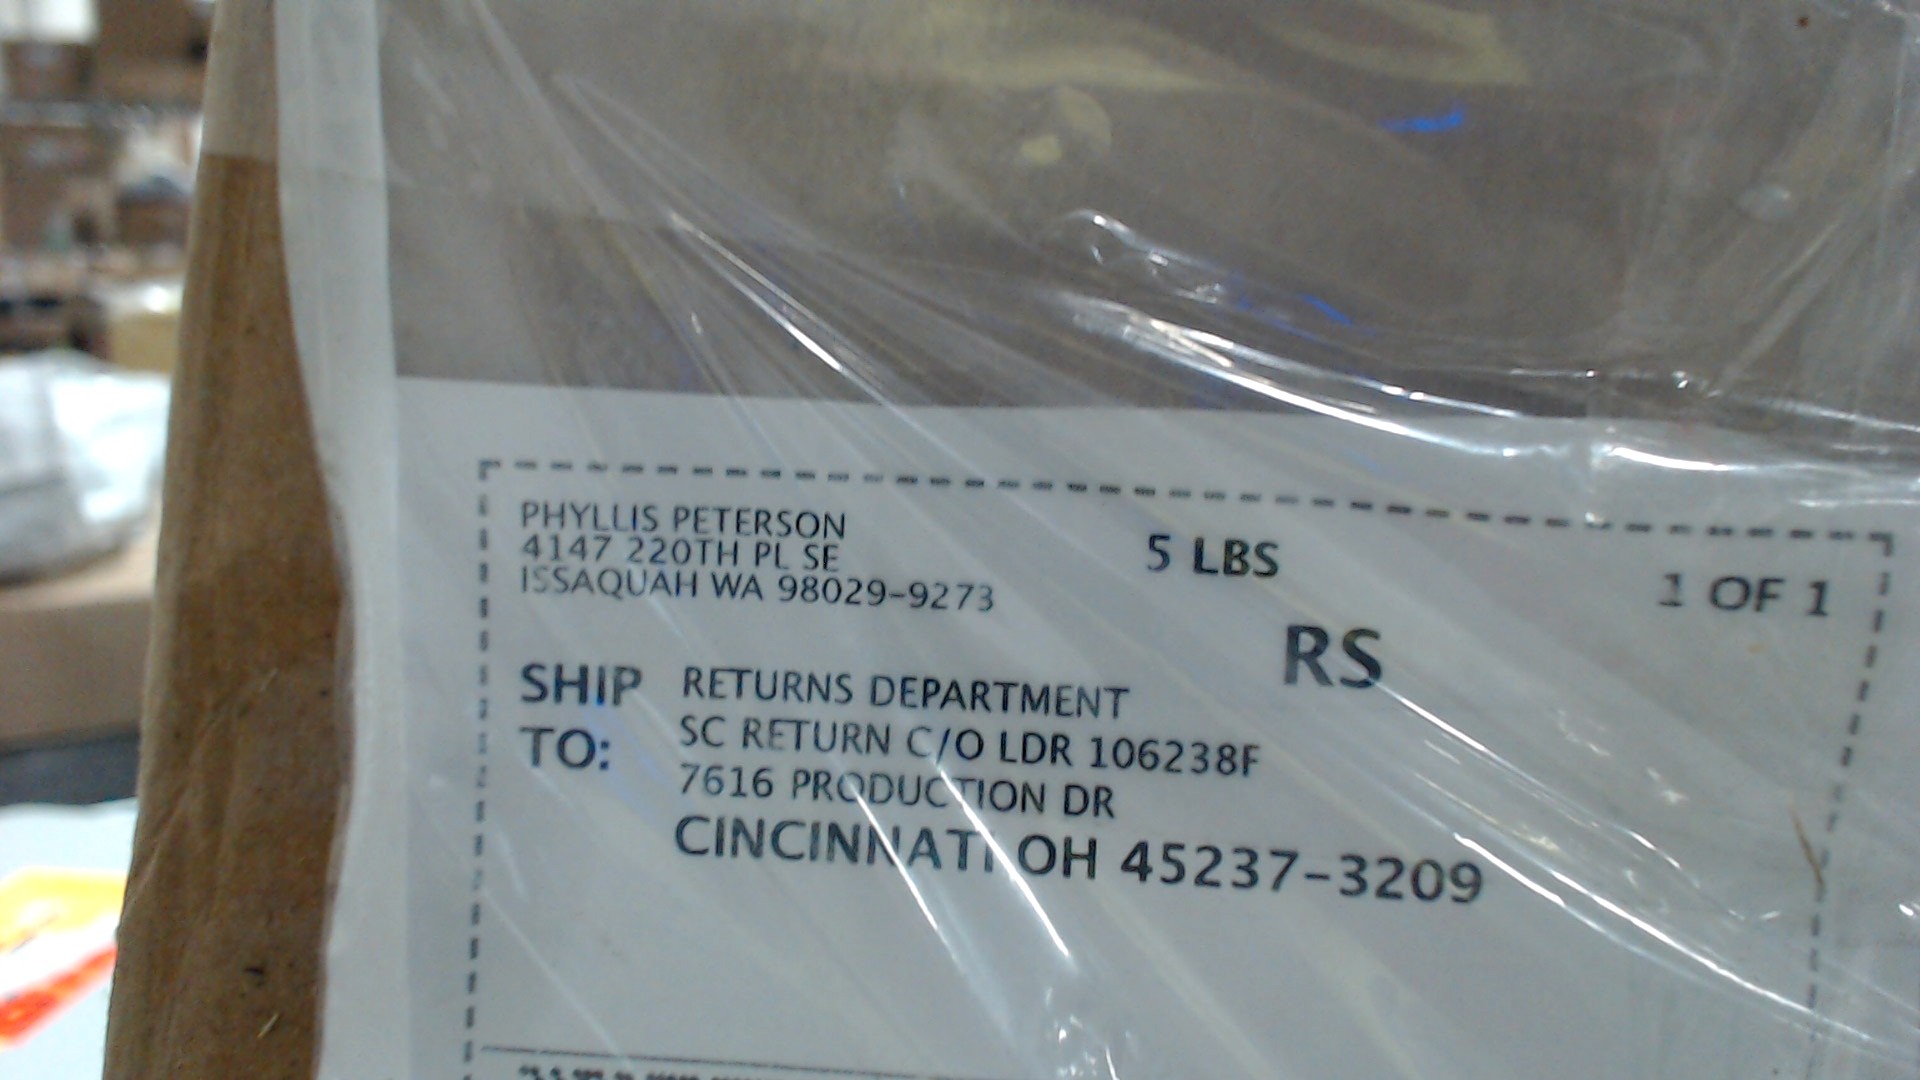 PHYLLIS PETERSON
4147 220TH PL SE
ISSAQUAH WA 98029-9273
5 LBS
1 OF 1
RS
SHIP TO:
RETURNS DEPARTMENT
SC RETURN C/O LDR 106238F
7616 PRODUCTION DR
CINCINNATI OH 45237-3209